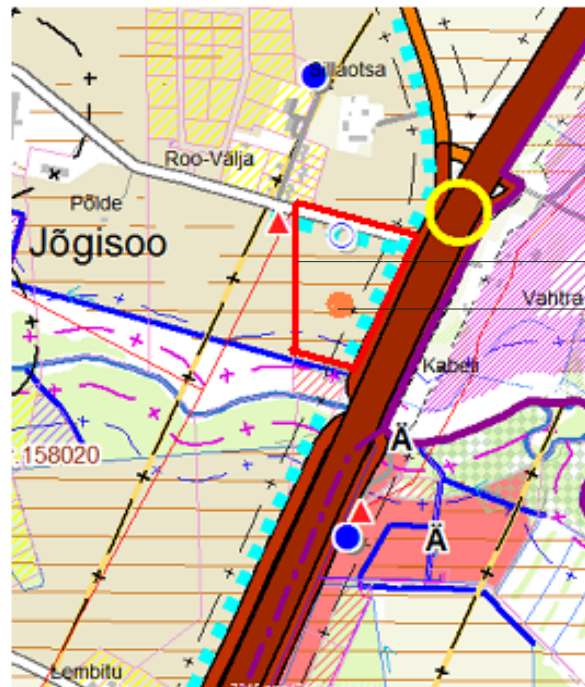 Sillaotsa
Roo-Välja
Põlde
Jõgisoo
Vahtra
Kabeli
Ä
158020
Ä
Lembitu